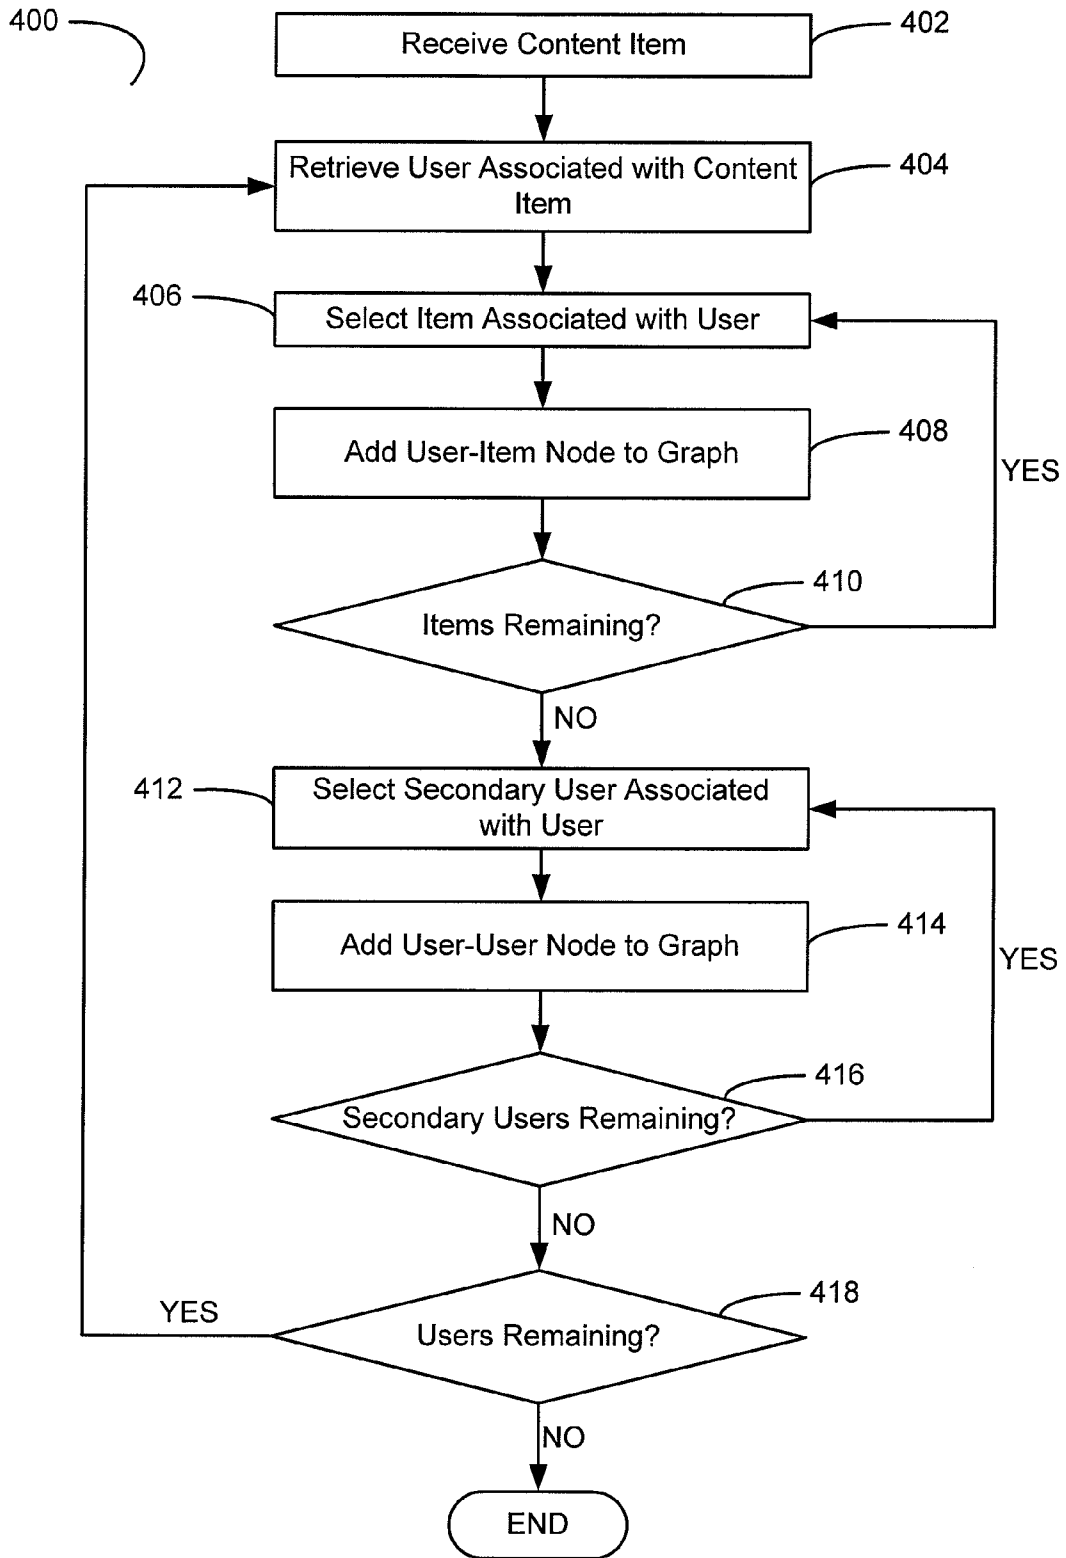 400
Receive Content Item
402
Retrieve User Associated with Content
Item
404
406
Select Item Associated with User
Add User-Item Node to Graph
408
YES
Items Remaining?
410
NO
412
Select Secondary User Associated
with User
Add User-User Node to Graph
414
YES
Secondary Users Remaining?
416
NO
YES
Users Remaining?
418
NO
END